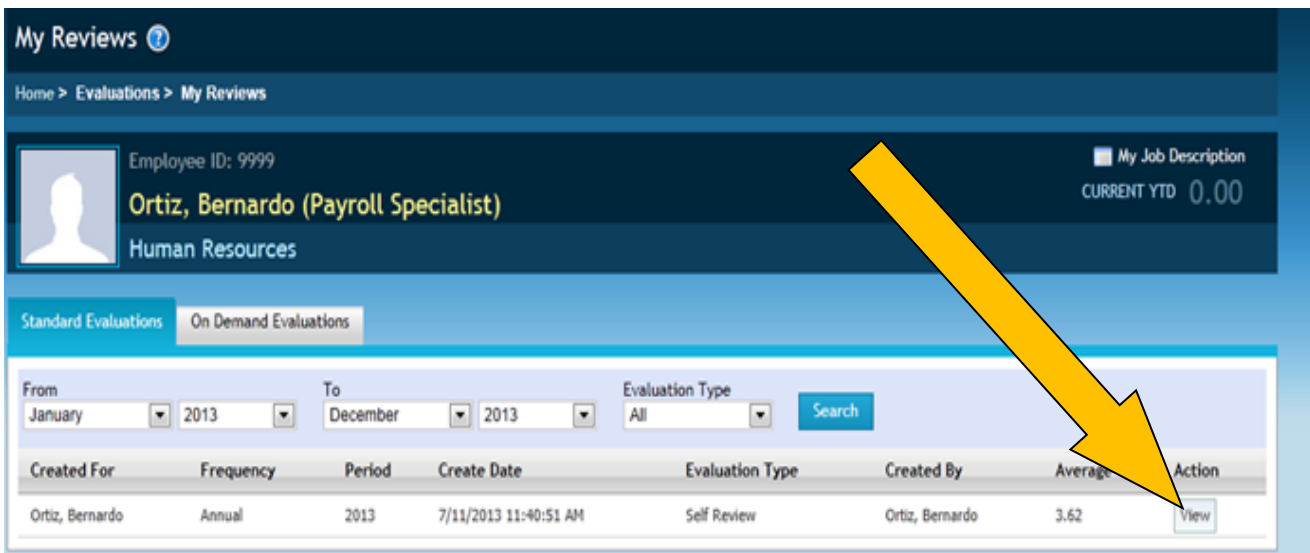 My Reviews ?
Home > Evaluations > My Reviews
Employee ID: 9999
My Job Description
Ortiz, Bernardo (Payroll Specialist)
CURRENT YTD 0.00
Human Resources
Standard Evaluations On Demand Evaluations
From To Evaluation Type
January 2013 December 2013 All Search
Created For Frequency Period Create Date Evaluation Type Created By Average Action
Ortiz, Bernardo Annual 2013 7/11/2013 11:40:51 AM Self Review Ortiz, Bernardo 3.62 View